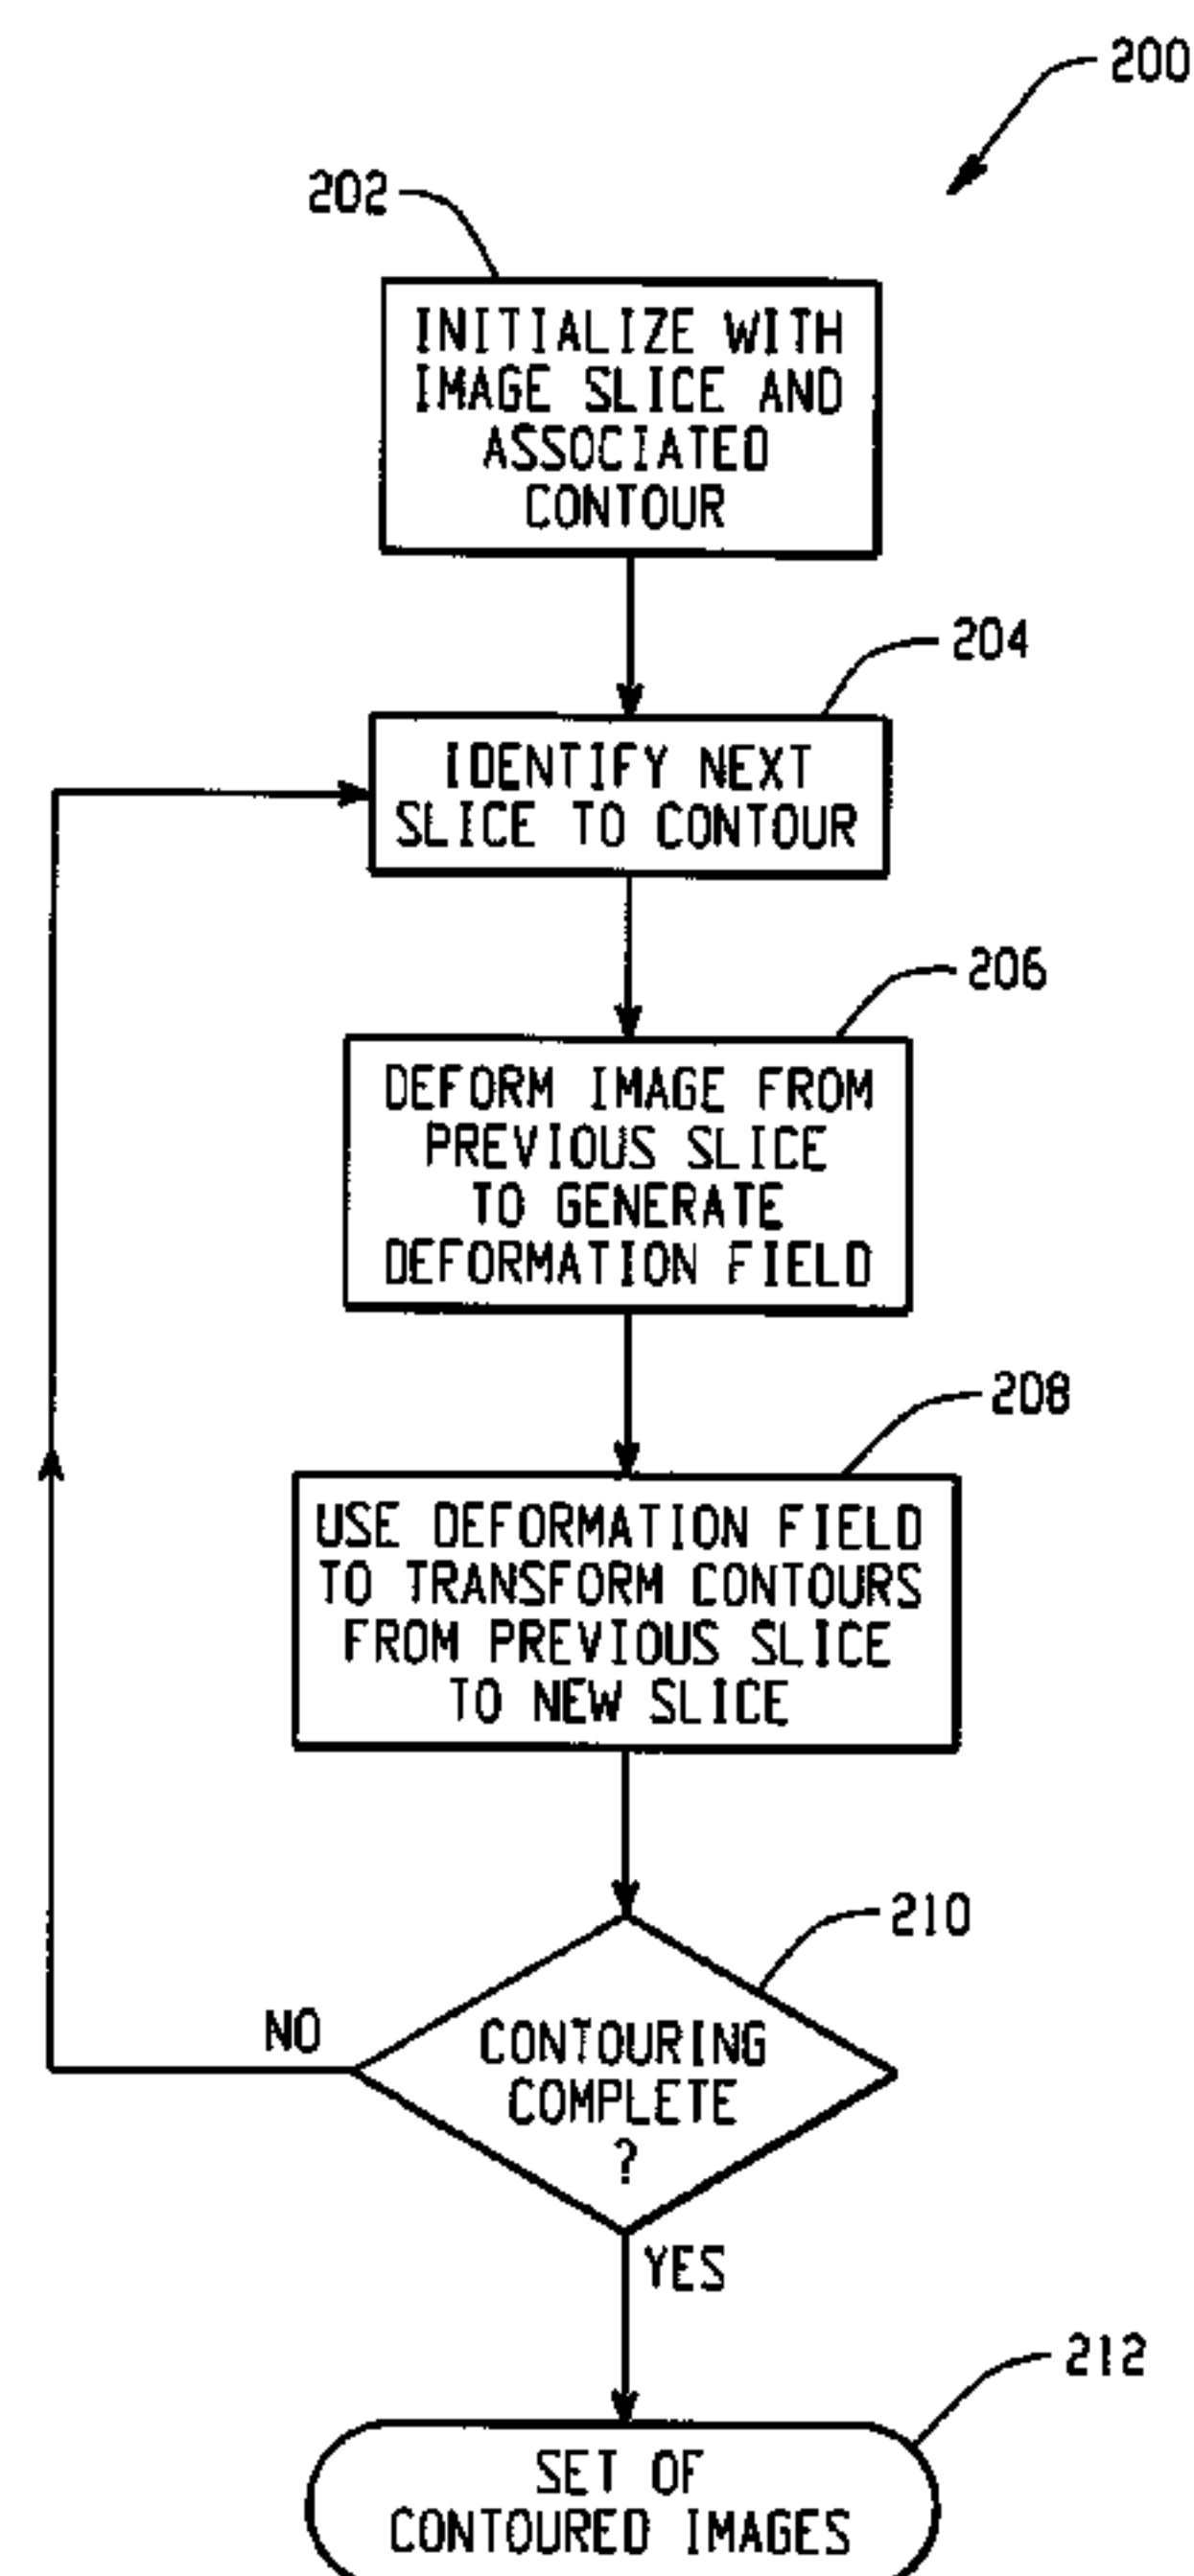 200
202
INITIALIZE WITH
IMAGE SLICE AND
ASSOCIATED
CONTOUR
204
IDENTIFY NEXT
SLICE TO CONTOUR
206
DEFORM IMAGE FROM
PREVIOUS SLICE
TO GENERATE
DEFORMATION FIELD
208
USE DEFORMATION FIELD
TO TRANSFORM CONTOURS
FROM PREVIOUS SLICE
TO NEW SLICE
210
NO
CONTOURING
COMPLETE
?
YES
212
SET OF
CONTOURED IMAGES